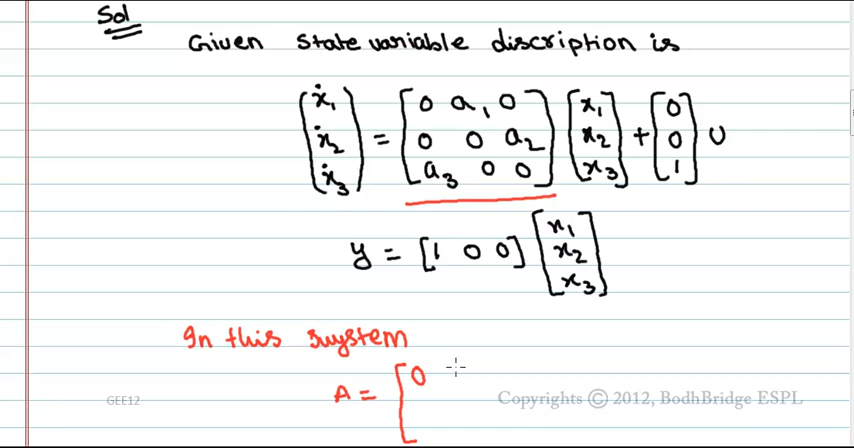 Sol
Given state variable discription is
[ẋ₁ ẋ₂ ẋ₃] = [0 a₁ 0; 0 0 a₂; a₃ 0 0] [x₁ x₂ x₃] + [0 0 1] U
y = [1 0 0] [x₁ x₂ x₃]
In this system
A = [0
GEE12
Copyrights © 2012, BodhBridge ESPL